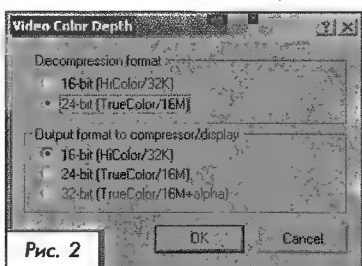 Video Color Depth
Decompression format
16-bit (HiColor/32K)
24-bit (TrueColor/16M)
Output format to compressor/display
16-bit (HiColor/32K)
24-bit (TrueColor/16M)
32-bit (TrueColor/16M+alpha)
OK Cancel
Рис. 2